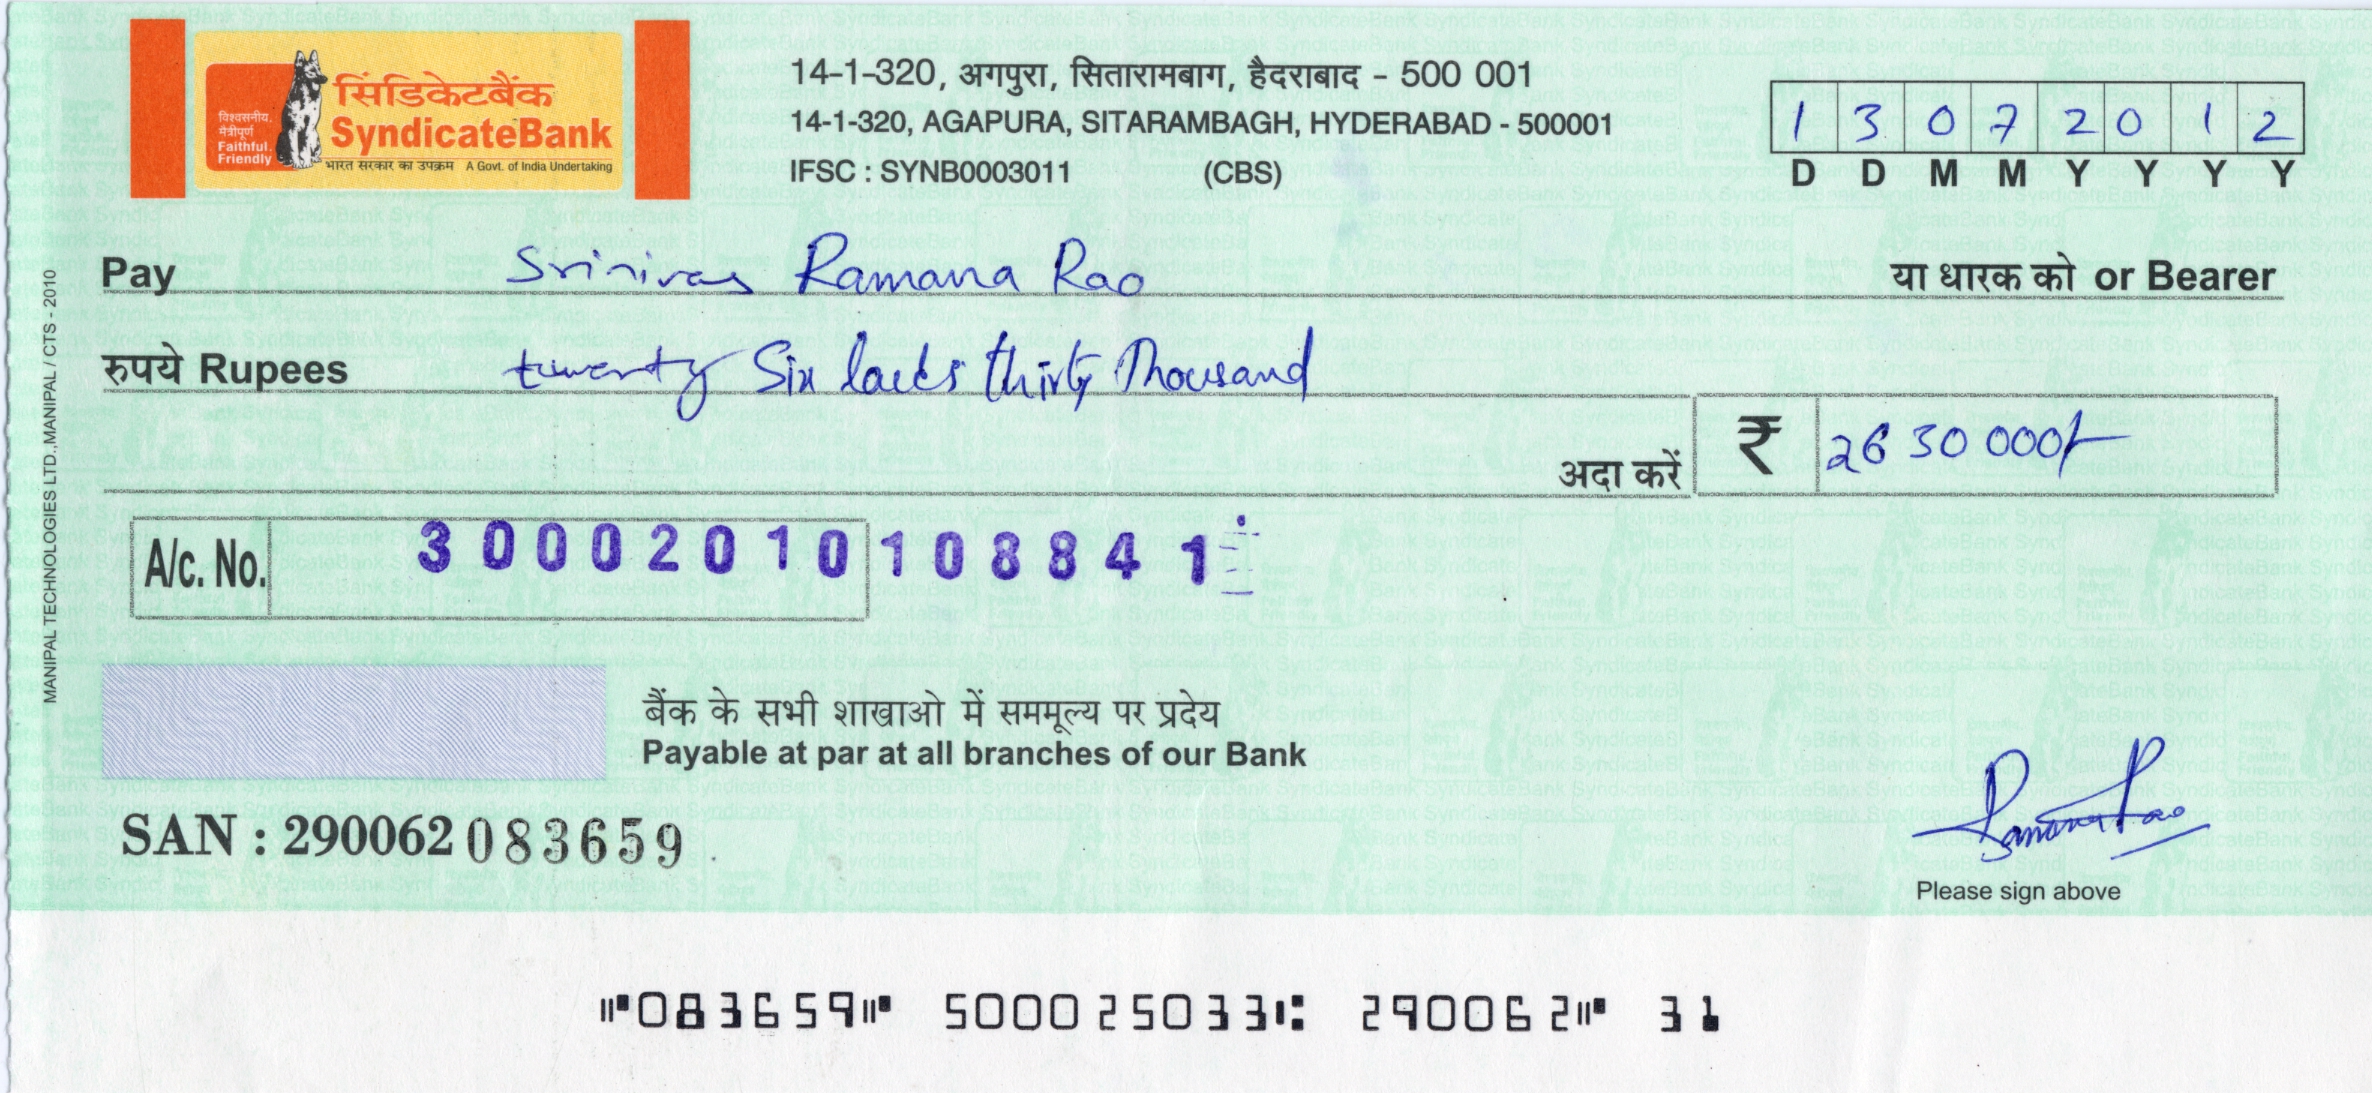 विश्वसनीय, मैत्रीपूर्ण
Faithful. Friendly
सिंडिकेटबैंक
SyndicateBank
भारत सरकार का उपक्रम A Govt. of India Undertaking
14-1-320, अगपुरा, सितारामबाग, हैदराबाद - 500 001
14-1-320, AGAPURA, SITARAMBAGH, HYDERABAD - 500001
IFSC : SYNB0003011 (CBS)
1 3 0 7 2 0 1 2
D D M M Y Y Y Y
Pay Srinivas Ramana Rao या धारक को or Bearer
रुपये Rupees twenty Six lacks thirty Thousand
अदा करें ₹ 26 30 000/-
A/c. No. 30002010108841
बैंक के सभी शाखाओ में सममूल्य पर प्रदेय
Payable at par at all branches of our Bank
SAN : 290062 083659
Ramana Rao
Please sign above
MANIPAL TECHNOLOGIES LTD.,MANIPAL / CTS - 2010
⑈083659⑈ 500025033⑆ 290062⑈ 31